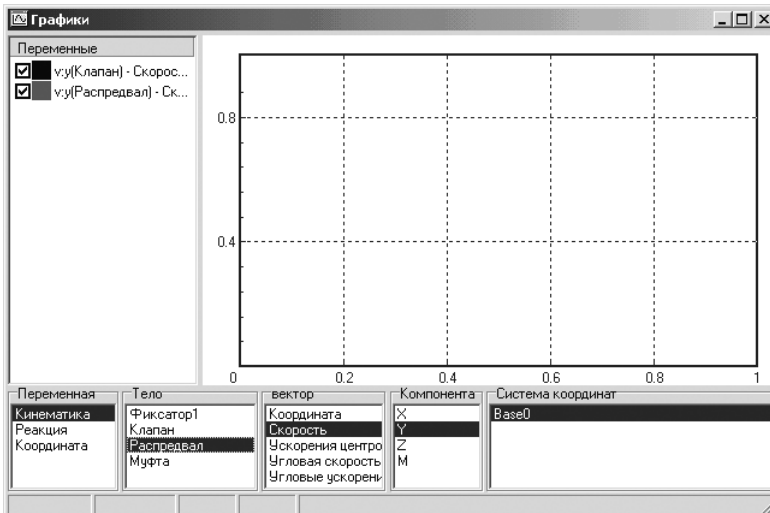 Графики
Переменные
v:y(Клапан) - Скорос...
v:y(Распредвал) - Ск...
0.8
0.4
0 0.2 0.4 0.6 0.8 1
Переменная Тело вектор Компонента Система координат
Кинематика Фиксатор1 Координата X Base0
Реакция Клапан Скорость Y
Координата Распредвал Ускорения центро Z
Муфта Угловая скорость M
Угловые ускорени